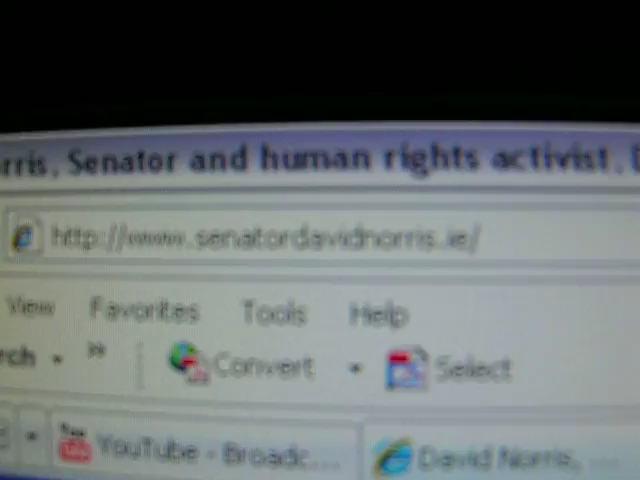 rris, Senator and human rights activist,
http://www.senatordavidnorris.ie/
View Favorites Tools Help
rch » Convert Select
YouTube - Broadc... David Norris, ...